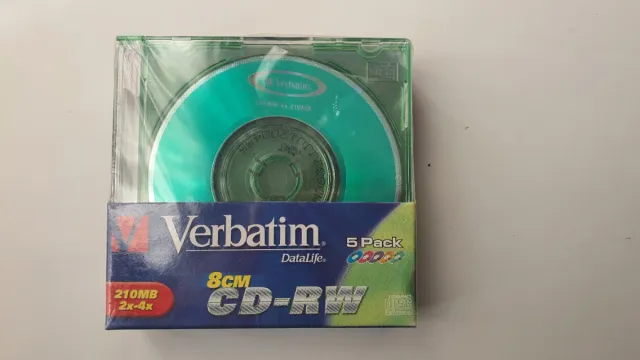 Verbatim
Verbatim
DataLife
5 Pack
8CM
CD-RW
210MB
2x-4x